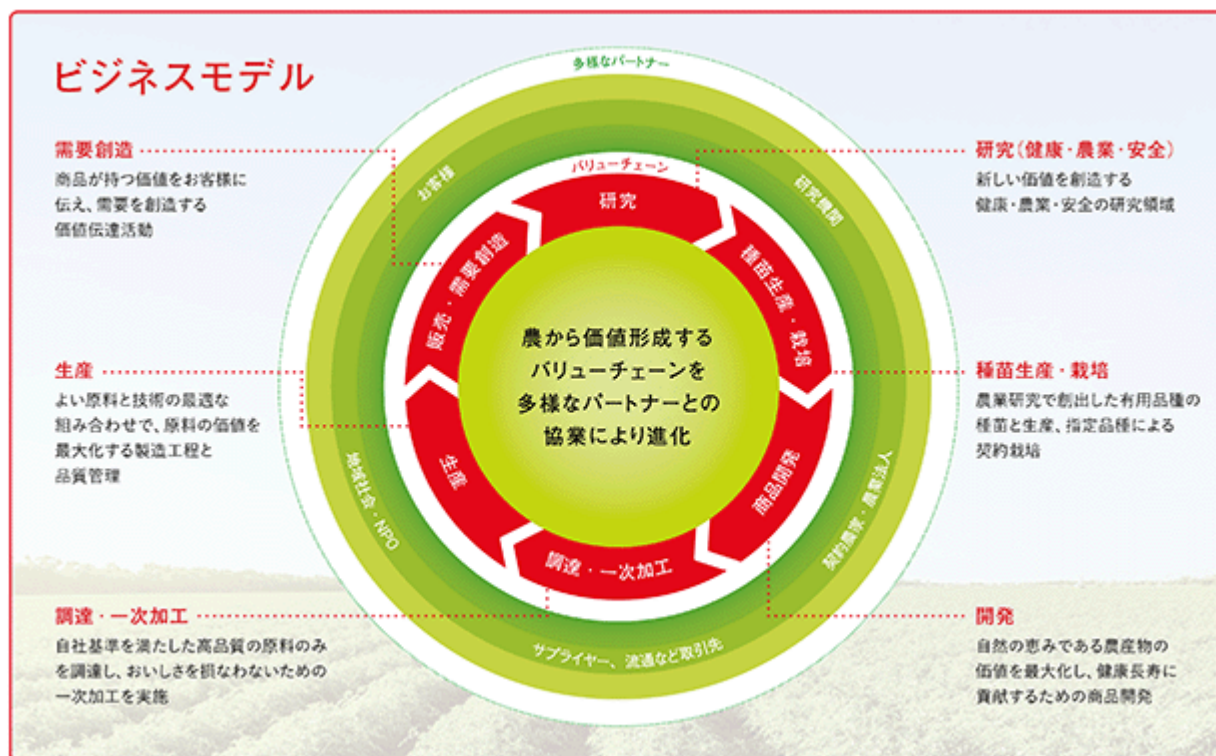 ビジネスモデル
多様なパートナー
バリューチェーン
需要創造
商品が持つ価値をお客様に
伝え、需要を創造する
価値伝達活動
生産
よい原料と技術の最適な
組み合わせで、原料の価値を
最大化する製造工程と
品質管理
調達・一次加工
自社基準を満たした高品質の原料のみ
を調達し、おいしさを損なわないための
一次加工を実施
お客様
研究機関
契約農家・農業法人
サプライヤー、流通など取引先
地域社会・NPO
研究
種苗生産・栽培
商品開発
調達・一次加工
生産
販売・需要創造
農から価値形成する
バリューチェーンを
多様なパートナーとの
協業により進化
研究(健康・農業・安全)
新しい価値を創造する
健康・農業・安全の研究領域
種苗生産・栽培
農業研究で創出した有用品種の
種苗と生産、指定品種による
契約栽培
開発
自然の恵みである農産物の
価値を最大化し、健康長寿に
貢献するための商品開発